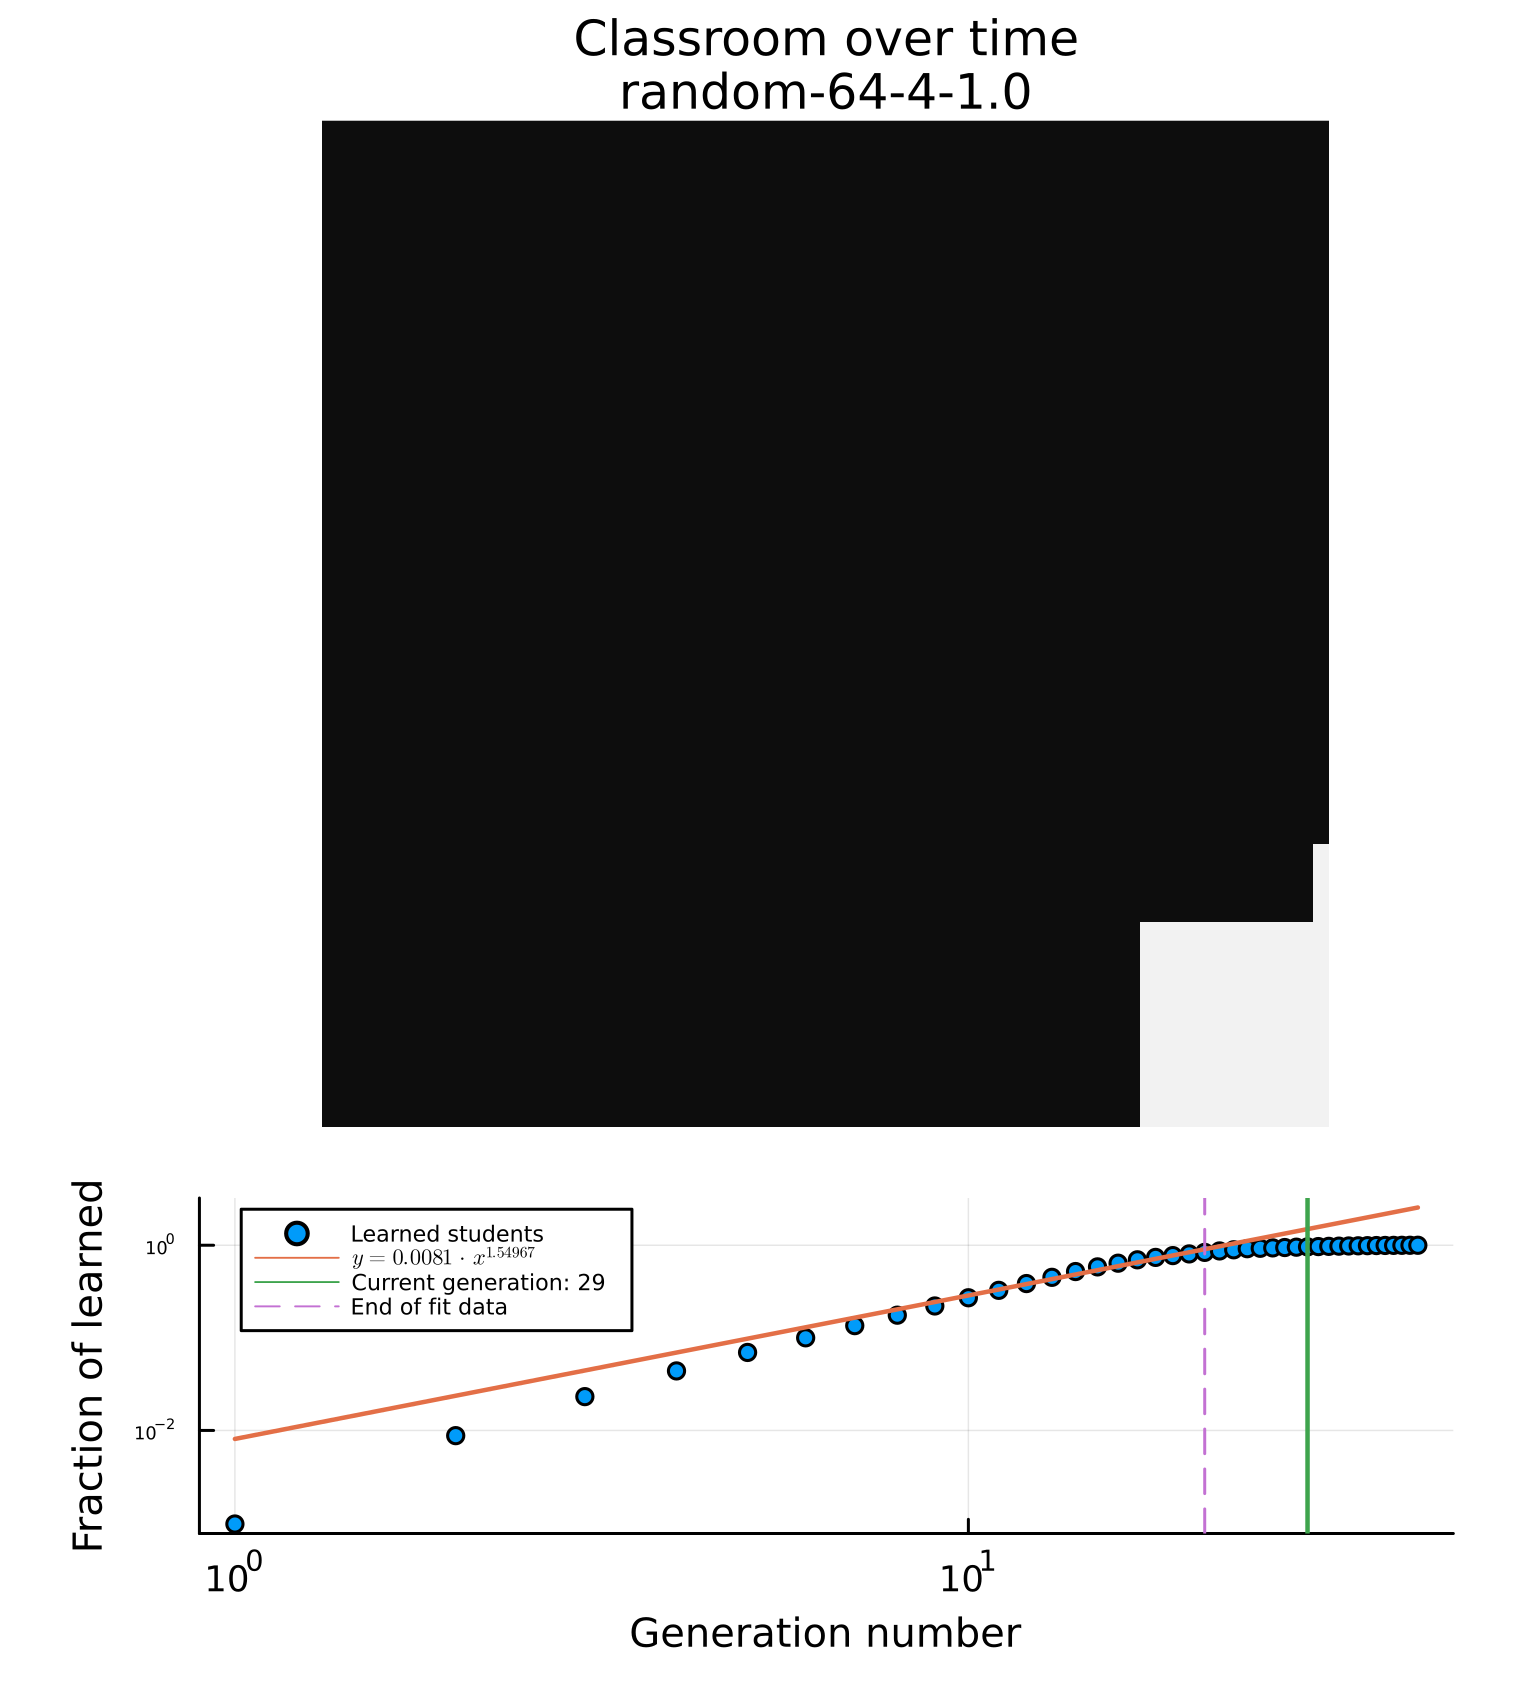 Classroom over time
random-64-4-1.0
Fraction of learned
10⁰
10⁻²
Learned students
y = 0.0081 · x^1.54967
Current generation: 29
End of fit data
10⁰
10¹
Generation number